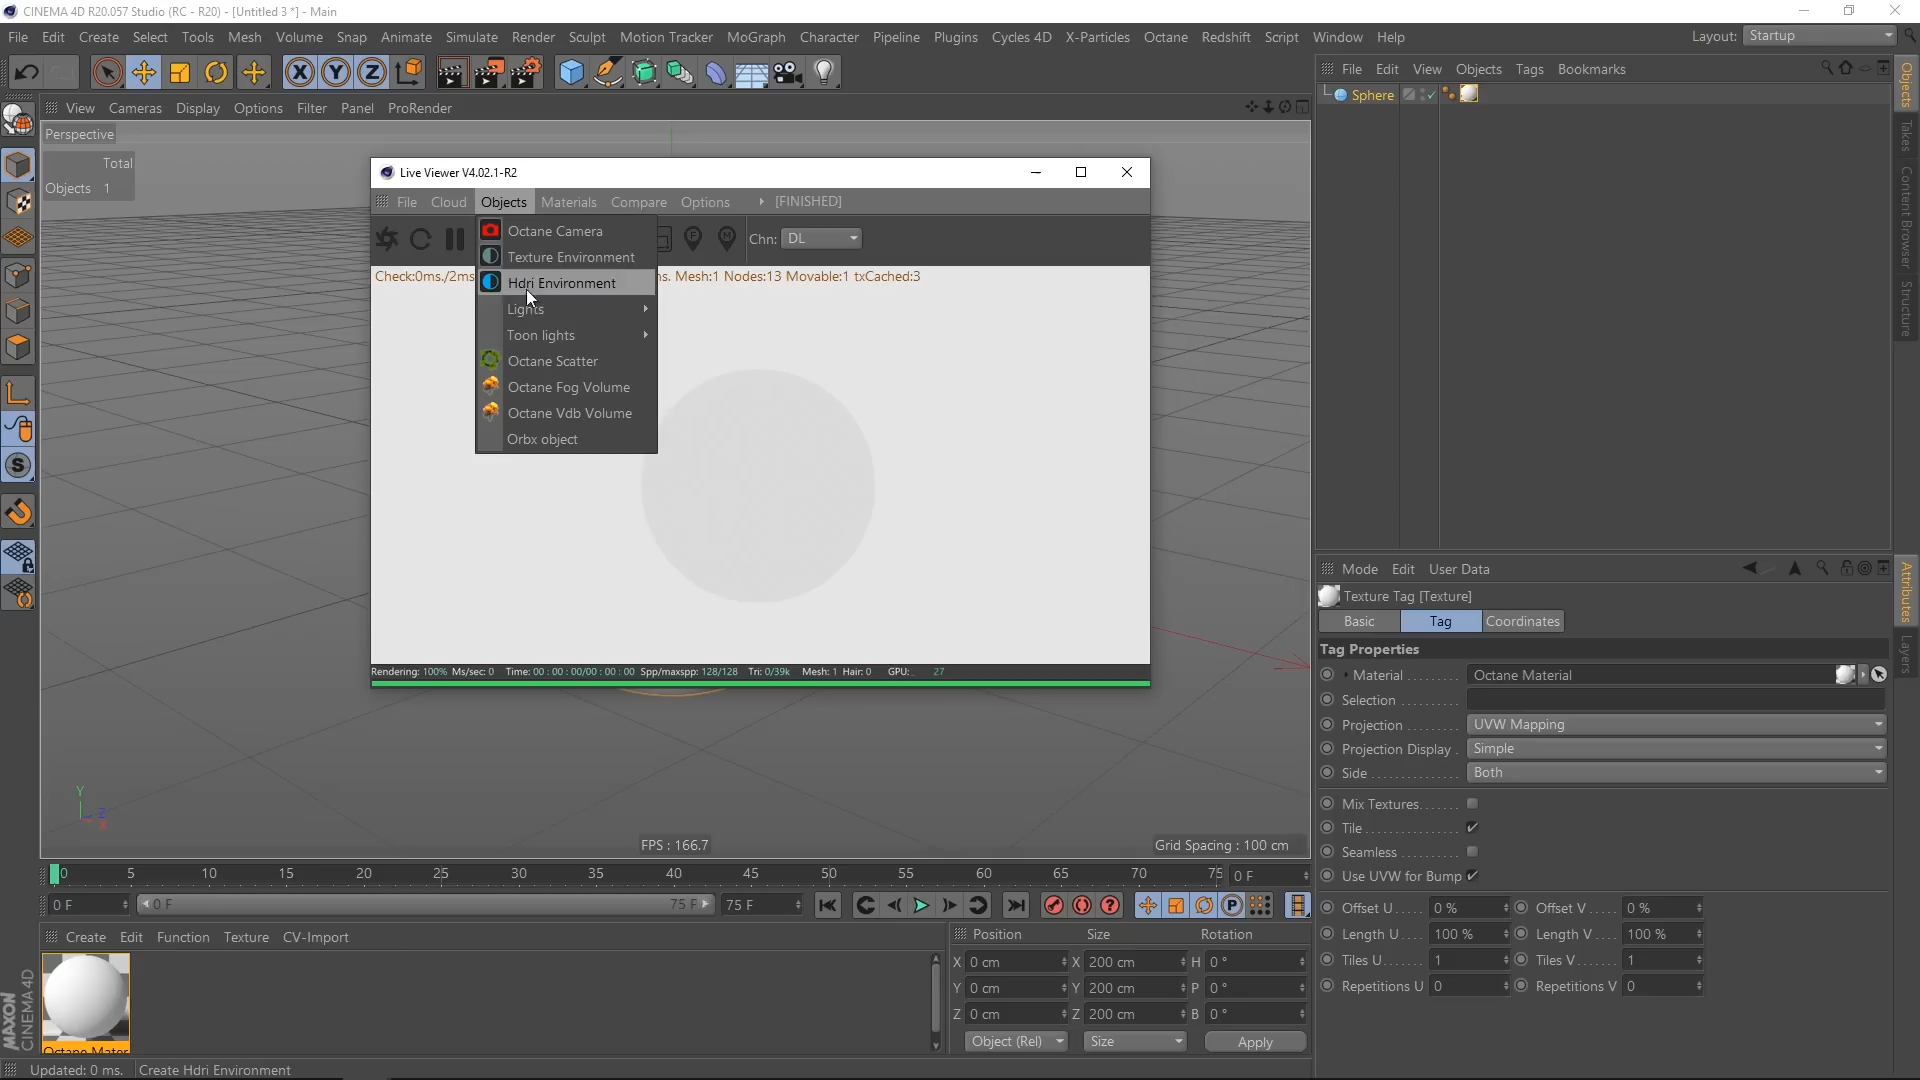 CINEMA 4D R20.057 Studio (RC - R20) - [Untitled 3 *] - Main
File Edit Create Select Tools Mesh Volume Snap Animate Simulate Render Sculpt Motion Tracker MoGraph Character Pipeline Plugins Cycles 4D X-Particles Octane Redshift Script Window Help Layout: Startup
File Edit View Objects Tags Bookmarks
Sphere
Objects
Takes
Content Browser
Structure
View Cameras Display Options Filter Panel ProRender
Perspective
Total
Objects 1
Live Viewer V4.02.1-R2
File Cloud Objects Materials Compare Options [FINISHED]
Chn: DL
Check:0ms./2ms
ms. Mesh:1 Nodes:13 Movable:1 txCached:3
Octane Camera
Texture Environment
Hdri Environment
Lights
Toon lights
Octane Scatter
Octane Fog Volume
Octane Vdb Volume
Orbx object
Rendering: 100% Ms/sec: 0 Time: 00 : 00 : 00/00 : 00 : 00 Spp/maxspp: 128/128 Tri: 0/39k Mesh: 1 Hair: 0 GPU: 27
Y
Z
X
FPS : 166.7
Grid Spacing : 100 cm
0 5 10 15 20 25 30 35 40 45 50 55 60 65 70 75 0 F
0 F 0 F 75 F 75 F
P
Create Edit Function Texture CV-Import
Octane Mater
MAXON
CINEMA 4D
Position Size Rotation
X 0 cm X 200 cm H 0 °
Y 0 cm Y 200 cm P 0 °
Z 0 cm Z 200 cm B 0 °
Object (Rel) Size Apply
Mode Edit User Data
Texture Tag [Texture]
Basic Tag Coordinates
Tag Properties
Material ........ Octane Material
Selection ..........
Projection ......... UVW Mapping
Projection Display . Simple
Side ............... Both
Mix Textures.......
Tile ...............
Seamless ..........
Use UVW for Bump
Offset U ..... 0 % Offset V ..... 0 %
Length U.... 100 % Length V.... 100 %
Tiles U....... 1 Tiles V....... 1
Repetitions U 0 Repetitions V 0
Attributes
Layers
Updated: 0 ms. Create Hdri Environment